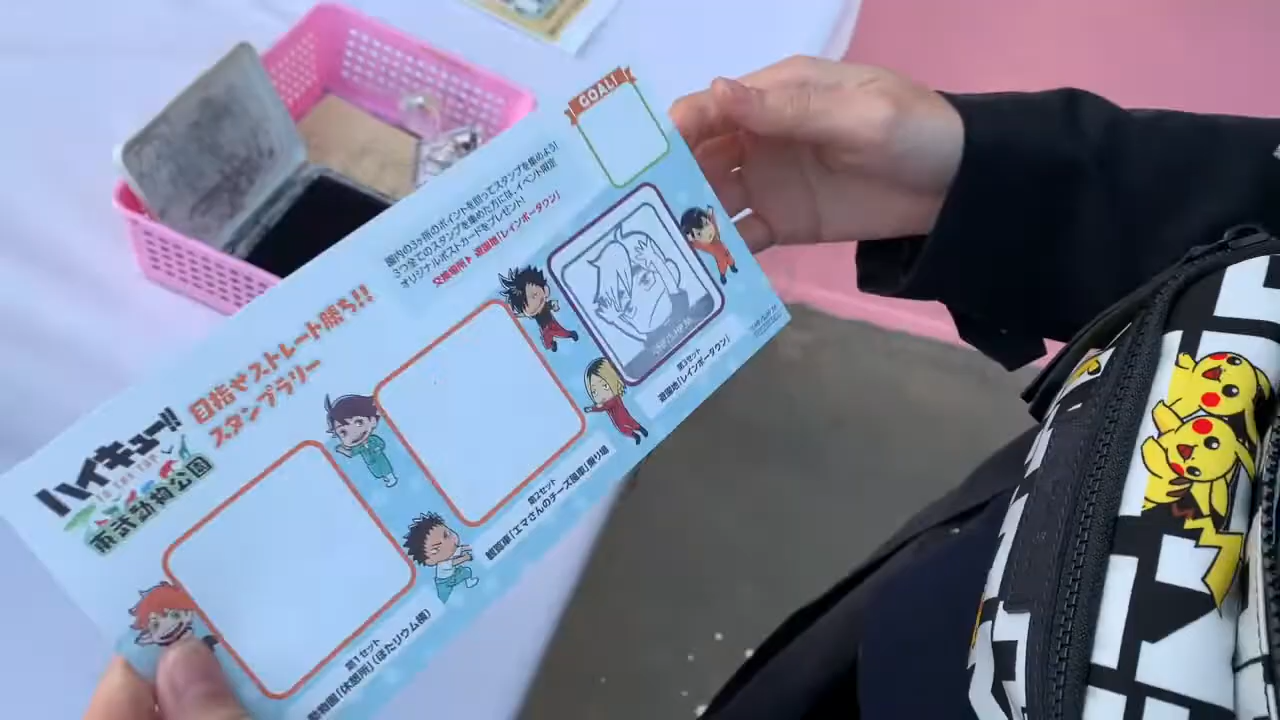 ハイキュー!!
TO THE TOP
東武動物公園
目指せストレート勝ち!!
スタンプラリー
園内の3ヶ所のポイントを回ってスタンプを集めよう!
3つ全てのスタンプを集めた方には、イベント限定
オリジナルポストカードをプレゼント!
交換場所▶遊園地「レインボータウン」
GOAL!
第1セット
動物園「休憩所」(ほたリウム横)
第2セット
観覧車「エマさんのチーズ風車」乗り場
第3セット
遊園地「レインボータウン」